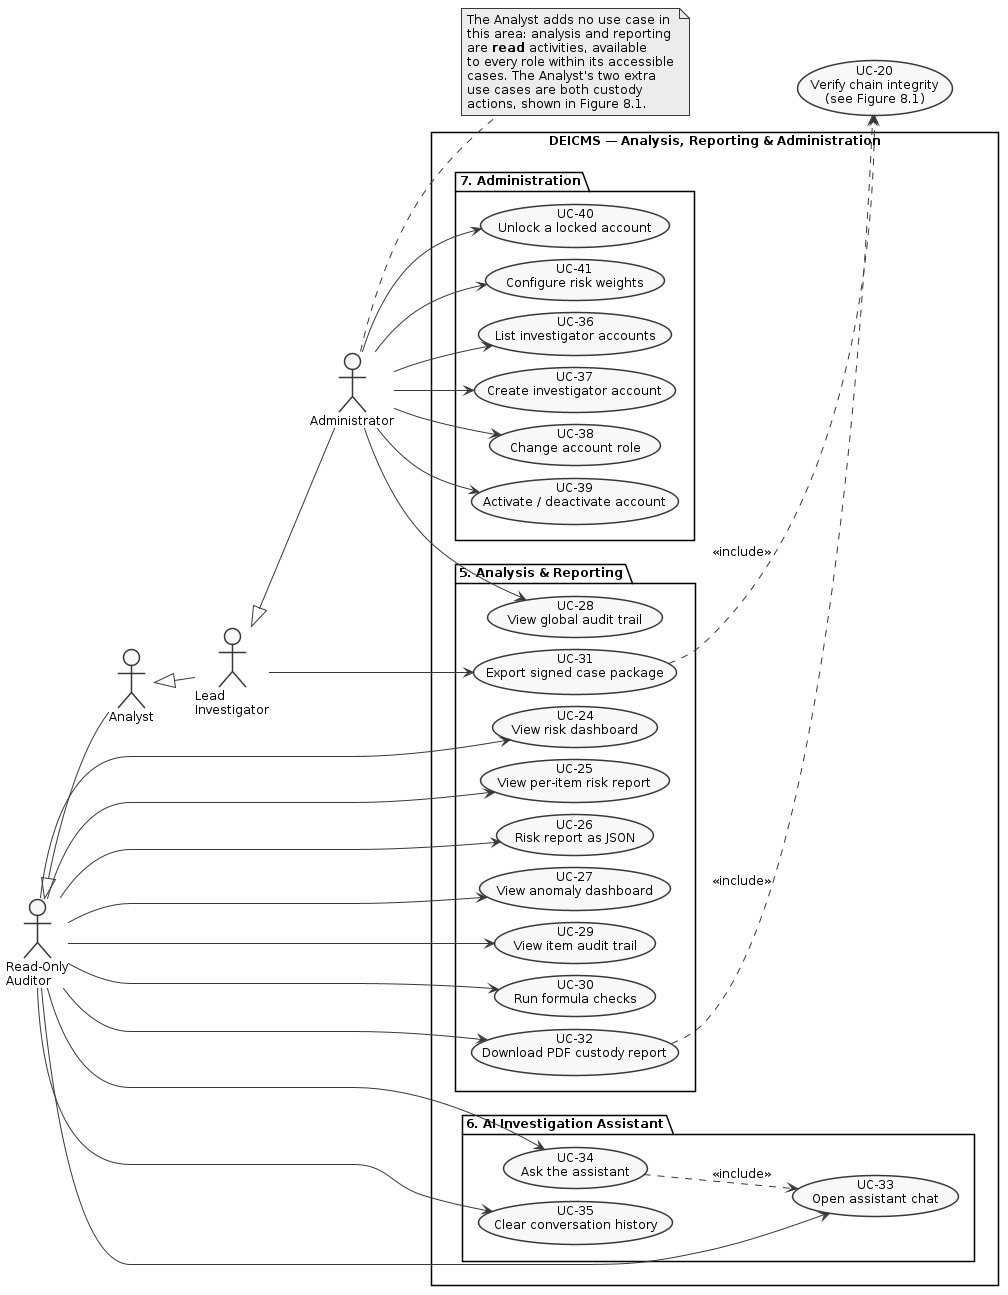 The Analyst adds no use case in
this area: analysis and reporting
are read activities, available
to every role within its accessible
cases. The Analyst's two extra
use cases are both custody
actions, shown in Figure 8.1.
UC-20
Verify chain integrity
(see Figure 8.1)
DEICMS — Analysis, Reporting & Administration
7. Administration
UC-40
Unlock a locked account
UC-41
Configure risk weights
UC-36
List investigator accounts
UC-37
Create investigator account
UC-38
Change account role
UC-39
Activate / deactivate account
Administrator
«include»
5. Analysis & Reporting
UC-28
View global audit trail
UC-31
Export signed case package
UC-24
View risk dashboard
UC-25
View per-item risk report
UC-26
Risk report as JSON
UC-27
View anomaly dashboard
UC-29
View item audit trail
UC-30
Run formula checks
UC-32
Download PDF custody report
Lead
Investigator
Analyst
«include»
Read-Only
Auditor
6. AI Investigation Assistant
UC-34
Ask the assistant
«include»
UC-33
Open assistant chat
UC-35
Clear conversation history